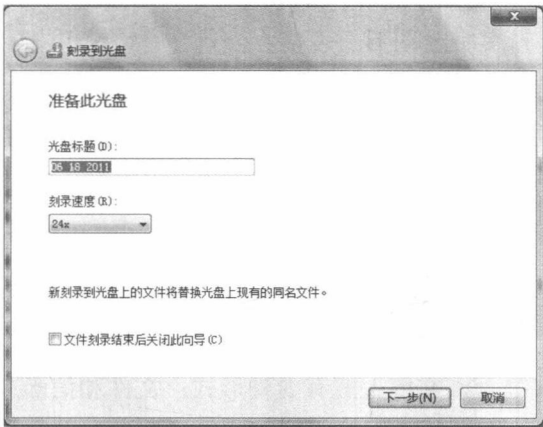 刻录到光盘
准备此光盘
光盘标题(D):
06 18 2011
刻录速度(R):
24x
新刻录到光盘上的文件将替换光盘上现有的同名文件。
文件刻录结束后关闭此向导(C)
下一步(N)
取消